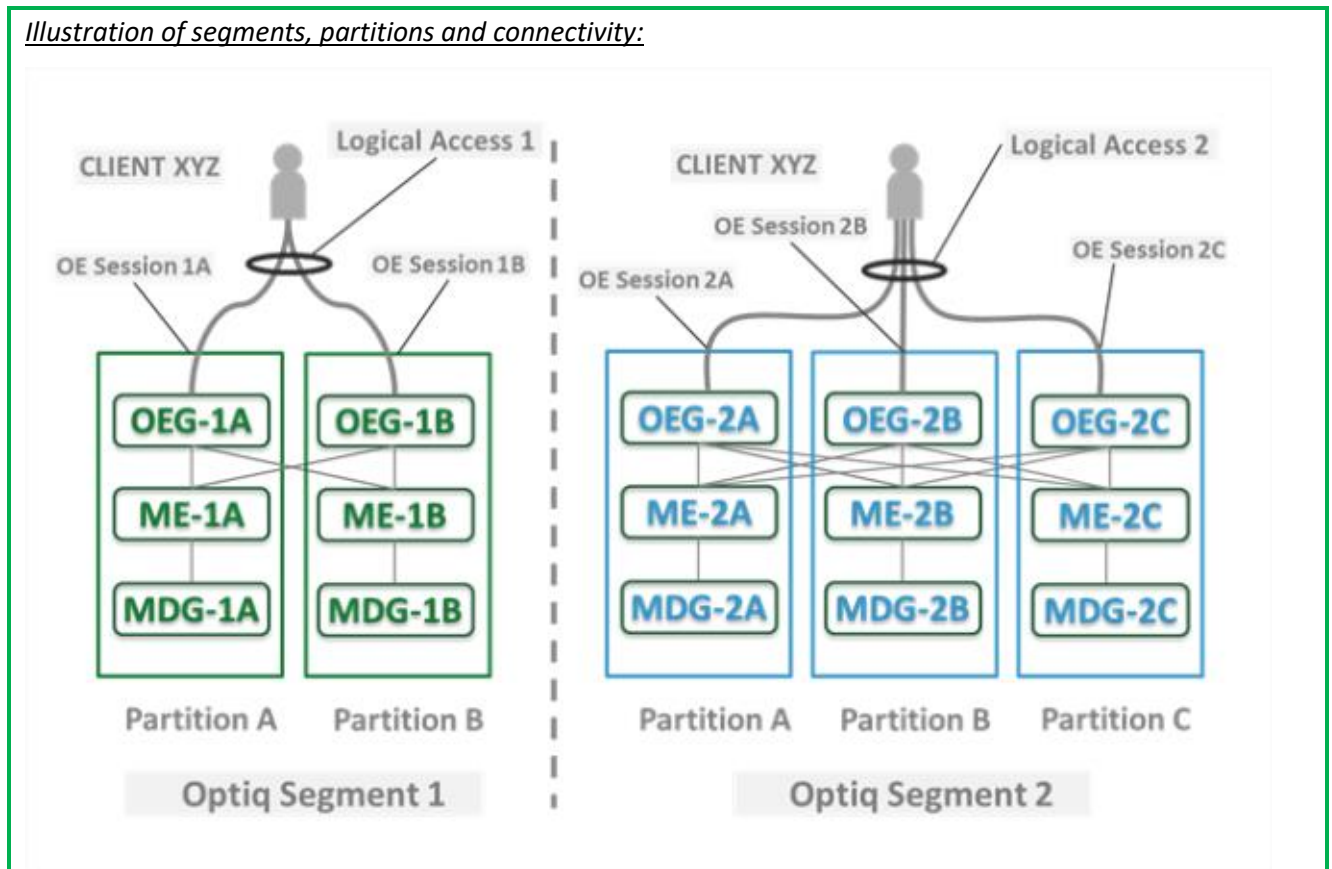 Illustration of segments, partitions and connectivity:
Logical Access 1
CLIENT XYZ
OE Session 1A
OE Session 1B
OEG-1A
OEG-1B
ME-1A
ME-1B
MDG-1A
MDG-1B
Partition A
Partition B
Optiq Segment 1
Logical Access 2
CLIENT XYZ
OE Session 2B
OE Session 2C
OE Session 2A
OEG-2A
OEG-2B
OEG-2C
ME-2A
ME-2B
ME-2C
MDG-2A
MDG-2B
MDG-2C
Partition A
Partition B
Partition C
Optiq Segment 2